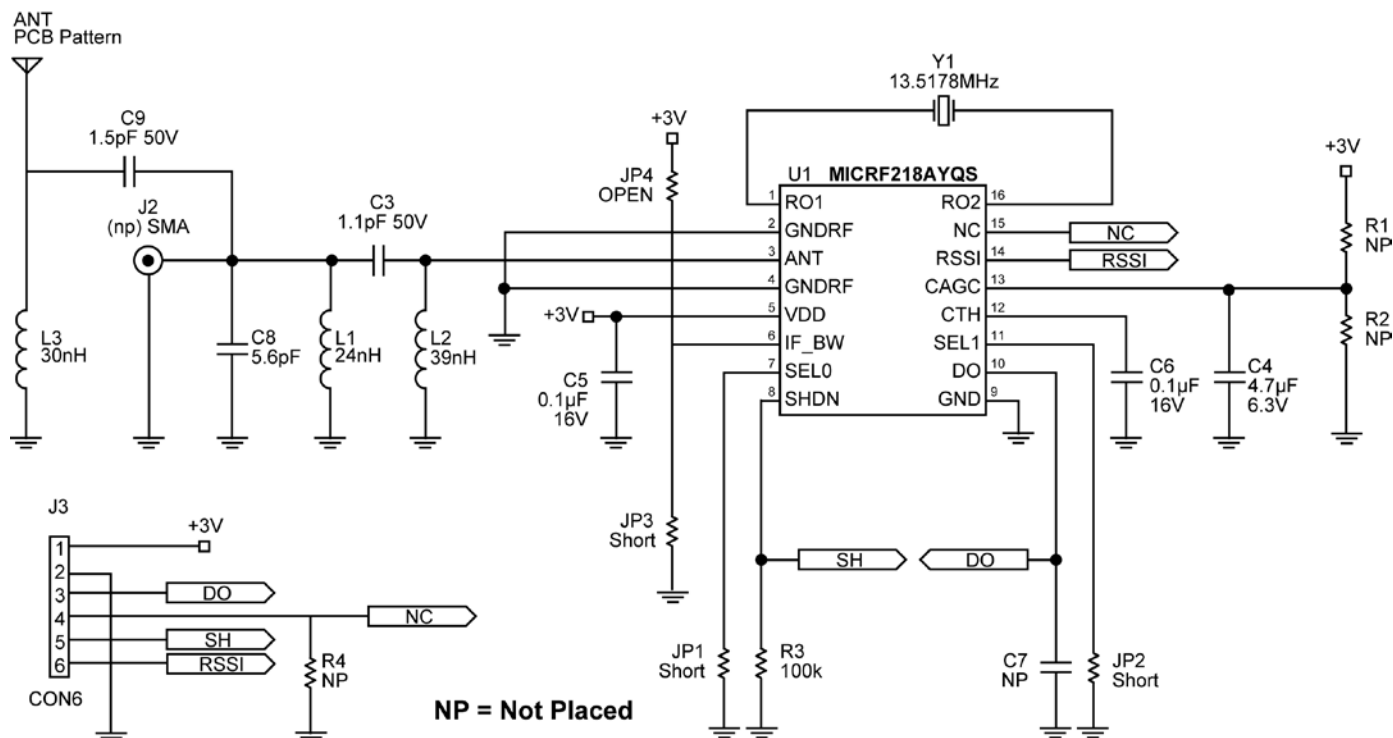 ANT
PCB Pattern
C9
1.5pF 50V
J2
(np) SMA
C3
1.1pF 50V
L3
30nH
C8
5.6pF
L1
24nH
L2
39nH
+3V
JP4
OPEN
Y1
13.5178MHz
U1 MICRF218AYQS
1 RO1
2 GNDRF
3 ANT
4 GNDRF
5 VDD
6 IF_BW
7 SEL0
8 SHDN
RO2 16
NC 15
RSSI 14
CAGC 13
CTH 12
SEL1 11
DO 10
GND 9
NC
RSSI
+3V
R1
NP
R2
NP
+3V
C5
0.1µF
16V
C6
0.1µF
16V
C4
4.7µF
6.3V
JP3
Short
SH
DO
JP1
Short
R3
100k
C7
NP
JP2
Short
J3
+3V
1
2
3
4
5
6
DO
NC
SH
RSSI
R4
NP
CON6
NP = Not Placed